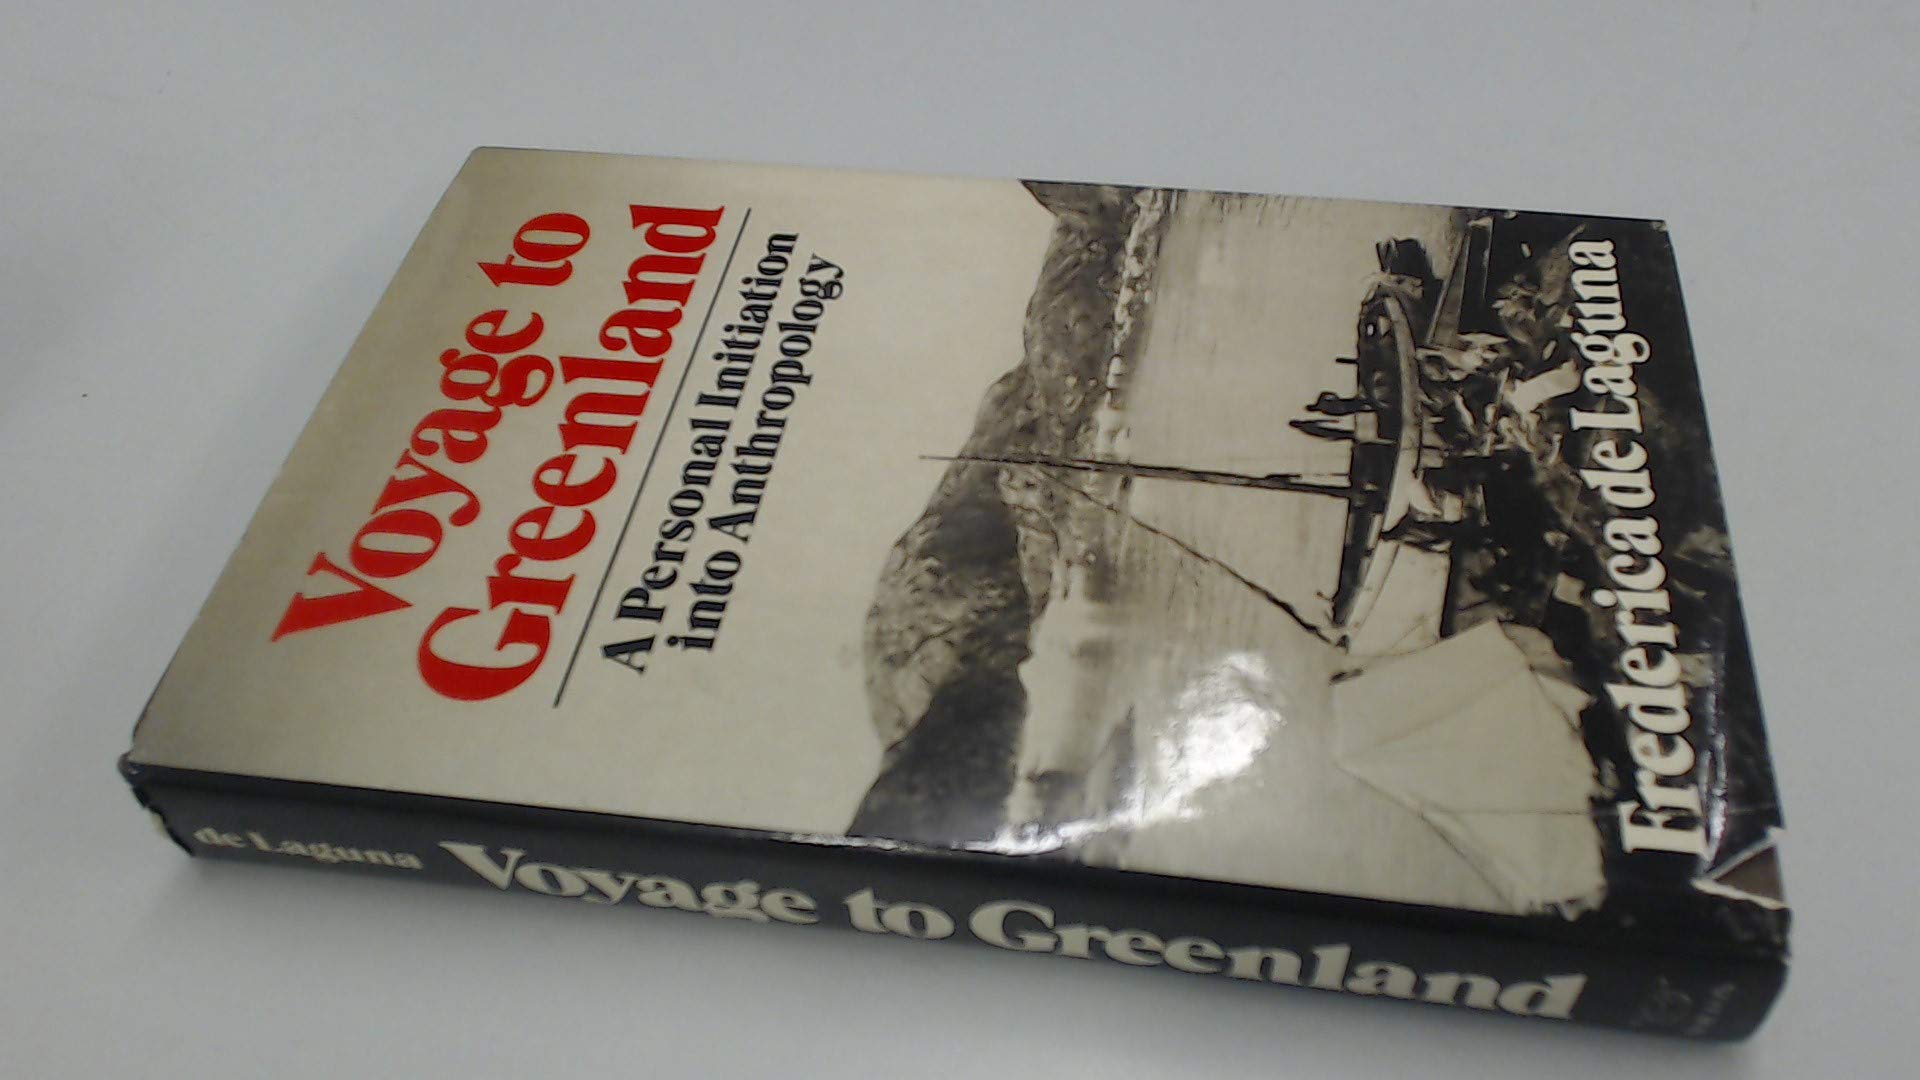 Voyage to
Greenland
A Personal Initiation
into Anthropology
Frederica de Laguna
de Laguna Voyage to Greenland